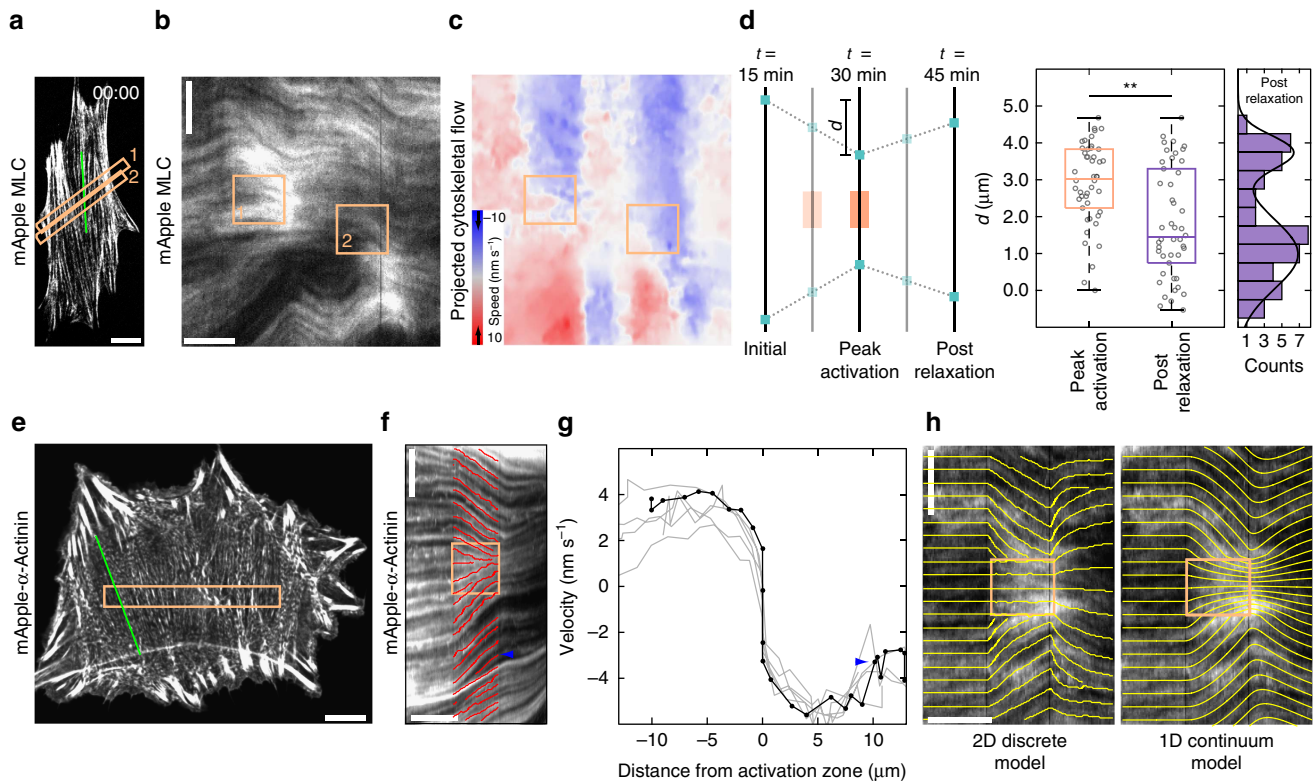 a
mApple MLC
00:00
1
2
b
mApple MLC
1
2
c
Projected cytoskeletal flow
Speed (nm s⁻¹)
−10
10
d
t =
15 min
t =
30 min
t =
45 min
d
Initial
Peak
activation
Post
relaxation
d (μm)
5.0
4.0
3.0
2.0
1.0
0.0
**
Peak
activation
Post
relaxation
Post
relaxation
1 3 5 7
Counts
e
mApple-α-Actinin
f
mApple-α-Actinin
g
Velocity (nm s⁻¹)
4
2
0
−2
−4
−10 −5 0 5 10
Distance from activation zone (μm)
h
2D discrete
model
1D continuum
model